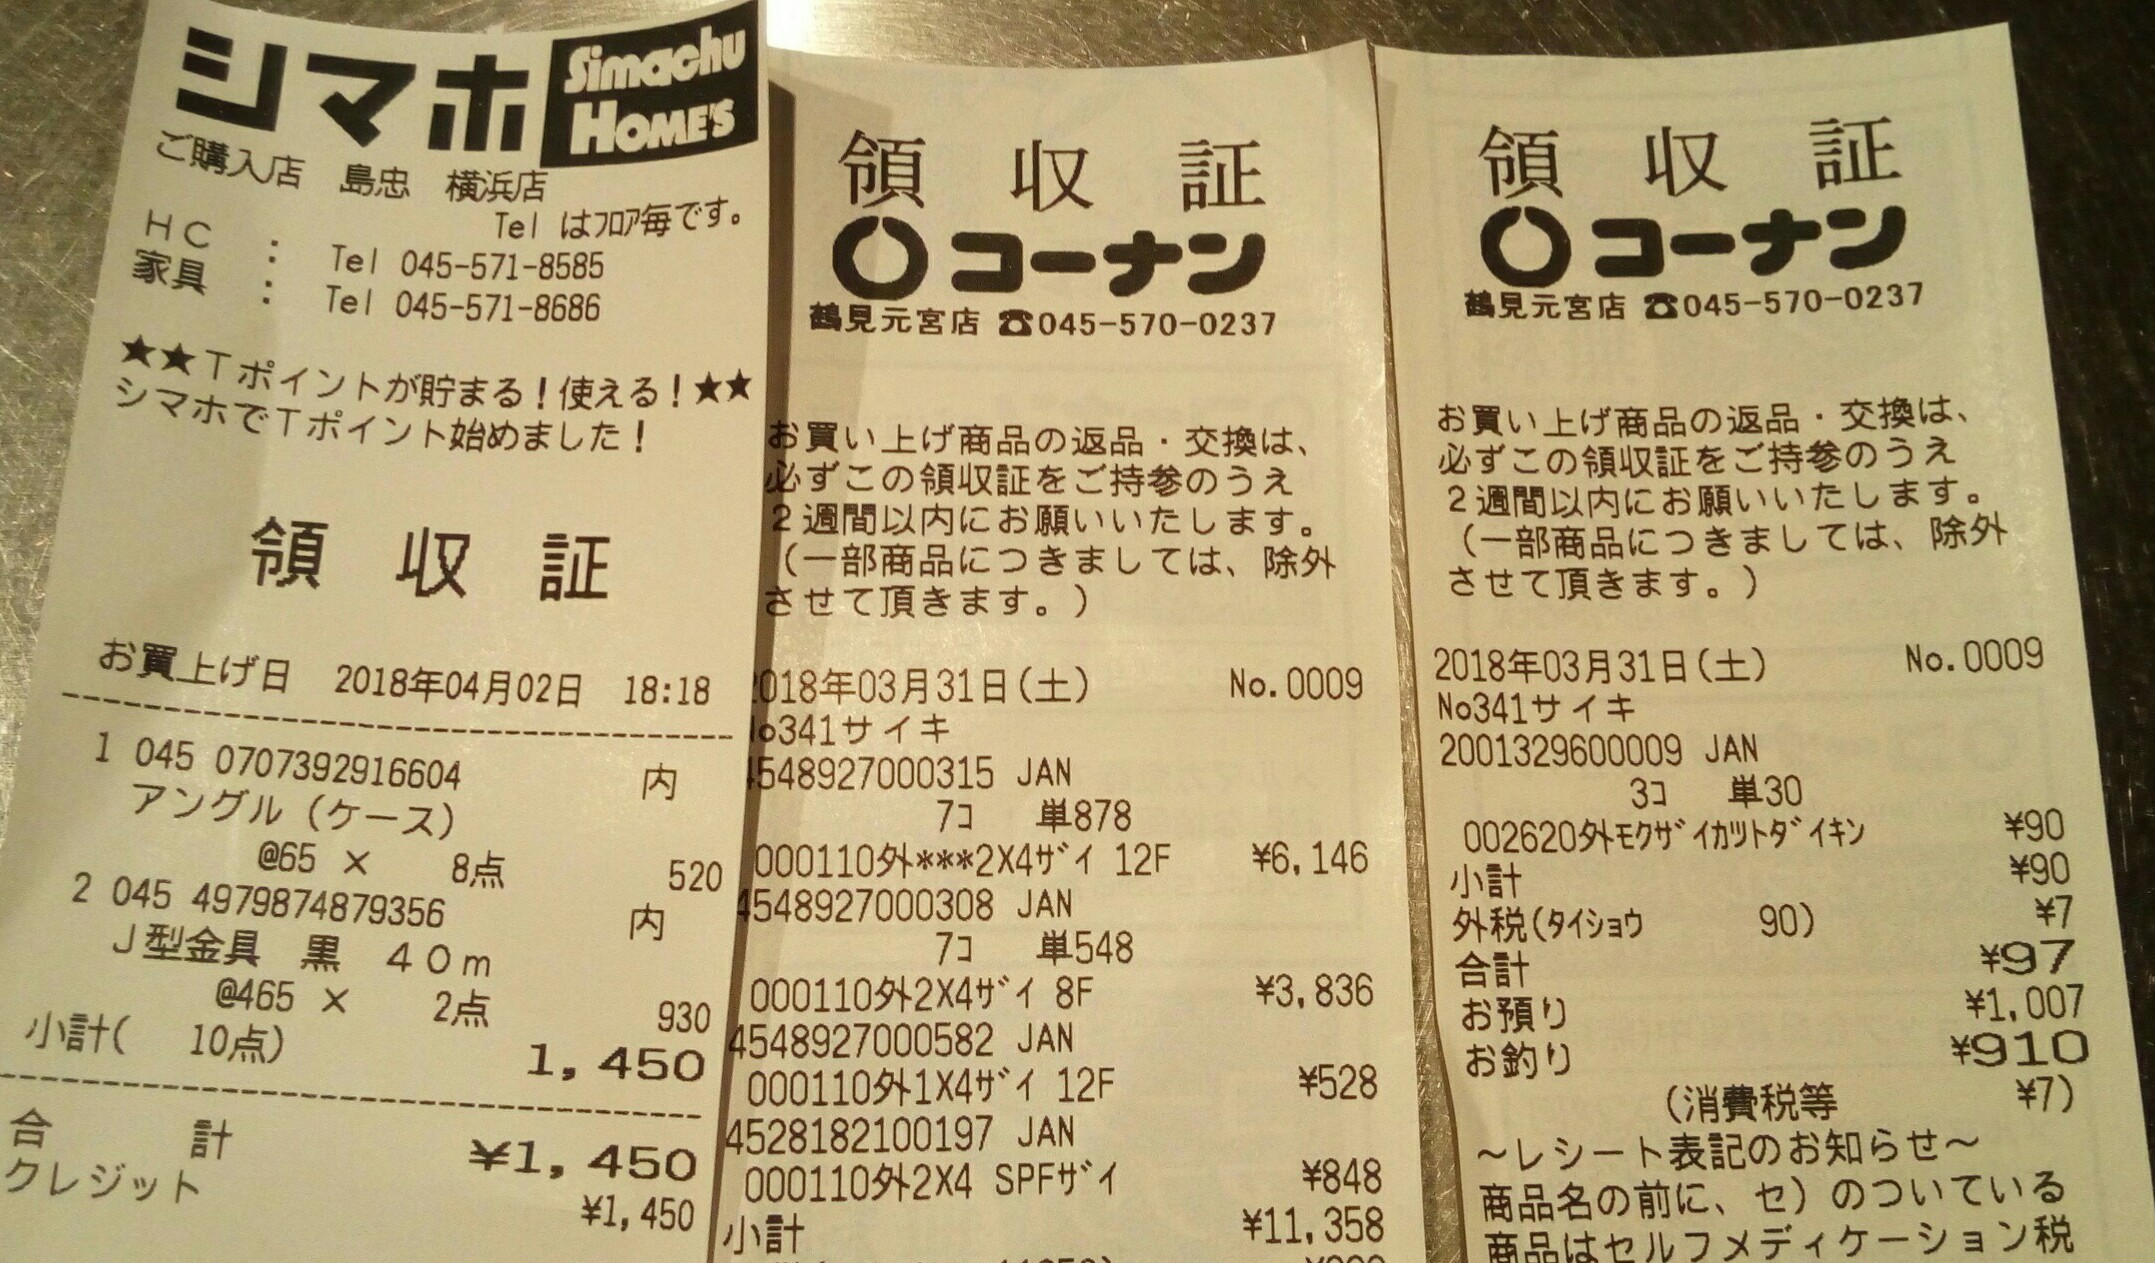 シマホ
Simachu
HOME'S
ご購入店 島忠 横浜店
Tel はフロア毎です。
HC : Tel 045-571-8585
家具 : Tel 045-571-8686
★★Tポイントが貯まる!使える!★★
シマホでTポイント始めました!
領収証
お買上げ日 2018年04月02日 18:18
1 045 0707392916604 内
アングル(ケース)
@65 × 8点 520
2 045 4979874879356 内
J型金具 黒 40m
@465 × 2点 930
小計( 10点) 1,450
合計 ¥1,450
クレジット ¥1,450
領収証
コーナン
鶴見元宮店 ☎045-570-0237
お買い上げ商品の返品・交換は、
必ずこの領収証をご持参のうえ
2週間以内にお願いいたします。
(一部商品につきましては、除外
させて頂きます。)
2018年03月31日(土) No.0009
No341サイキ
4548927000315 JAN
7コ 単878
000110外***2X4ザイ 12F ¥6,146
4548927000308 JAN
7コ 単548
000110外2X4ザイ 8F ¥3,836
4548927000582 JAN
000110外1X4ザイ 12F ¥528
4528182100197 JAN
000110外2X4 SPFザイ ¥848
小計 ¥11,358
領収証
コーナン
鶴見元宮店 ☎045-570-0237
お買い上げ商品の返品・交換は、
必ずこの領収証をご持参のうえ
2週間以内にお願いいたします。
(一部商品につきましては、除外
させて頂きます。)
2018年03月31日(土) No.0009
No341サイキ
2001329600009 JAN
3コ 単30
002620外モクザイカットダイキン ¥90
小計 ¥90
外税(タイショウ 90) ¥7
合計 ¥97
お預り ¥1,007
お釣り ¥910
(消費税等 ¥7)
～レシート表記のお知らせ～
商品名の前に、セ)のついている
商品はセルフメディケーション税